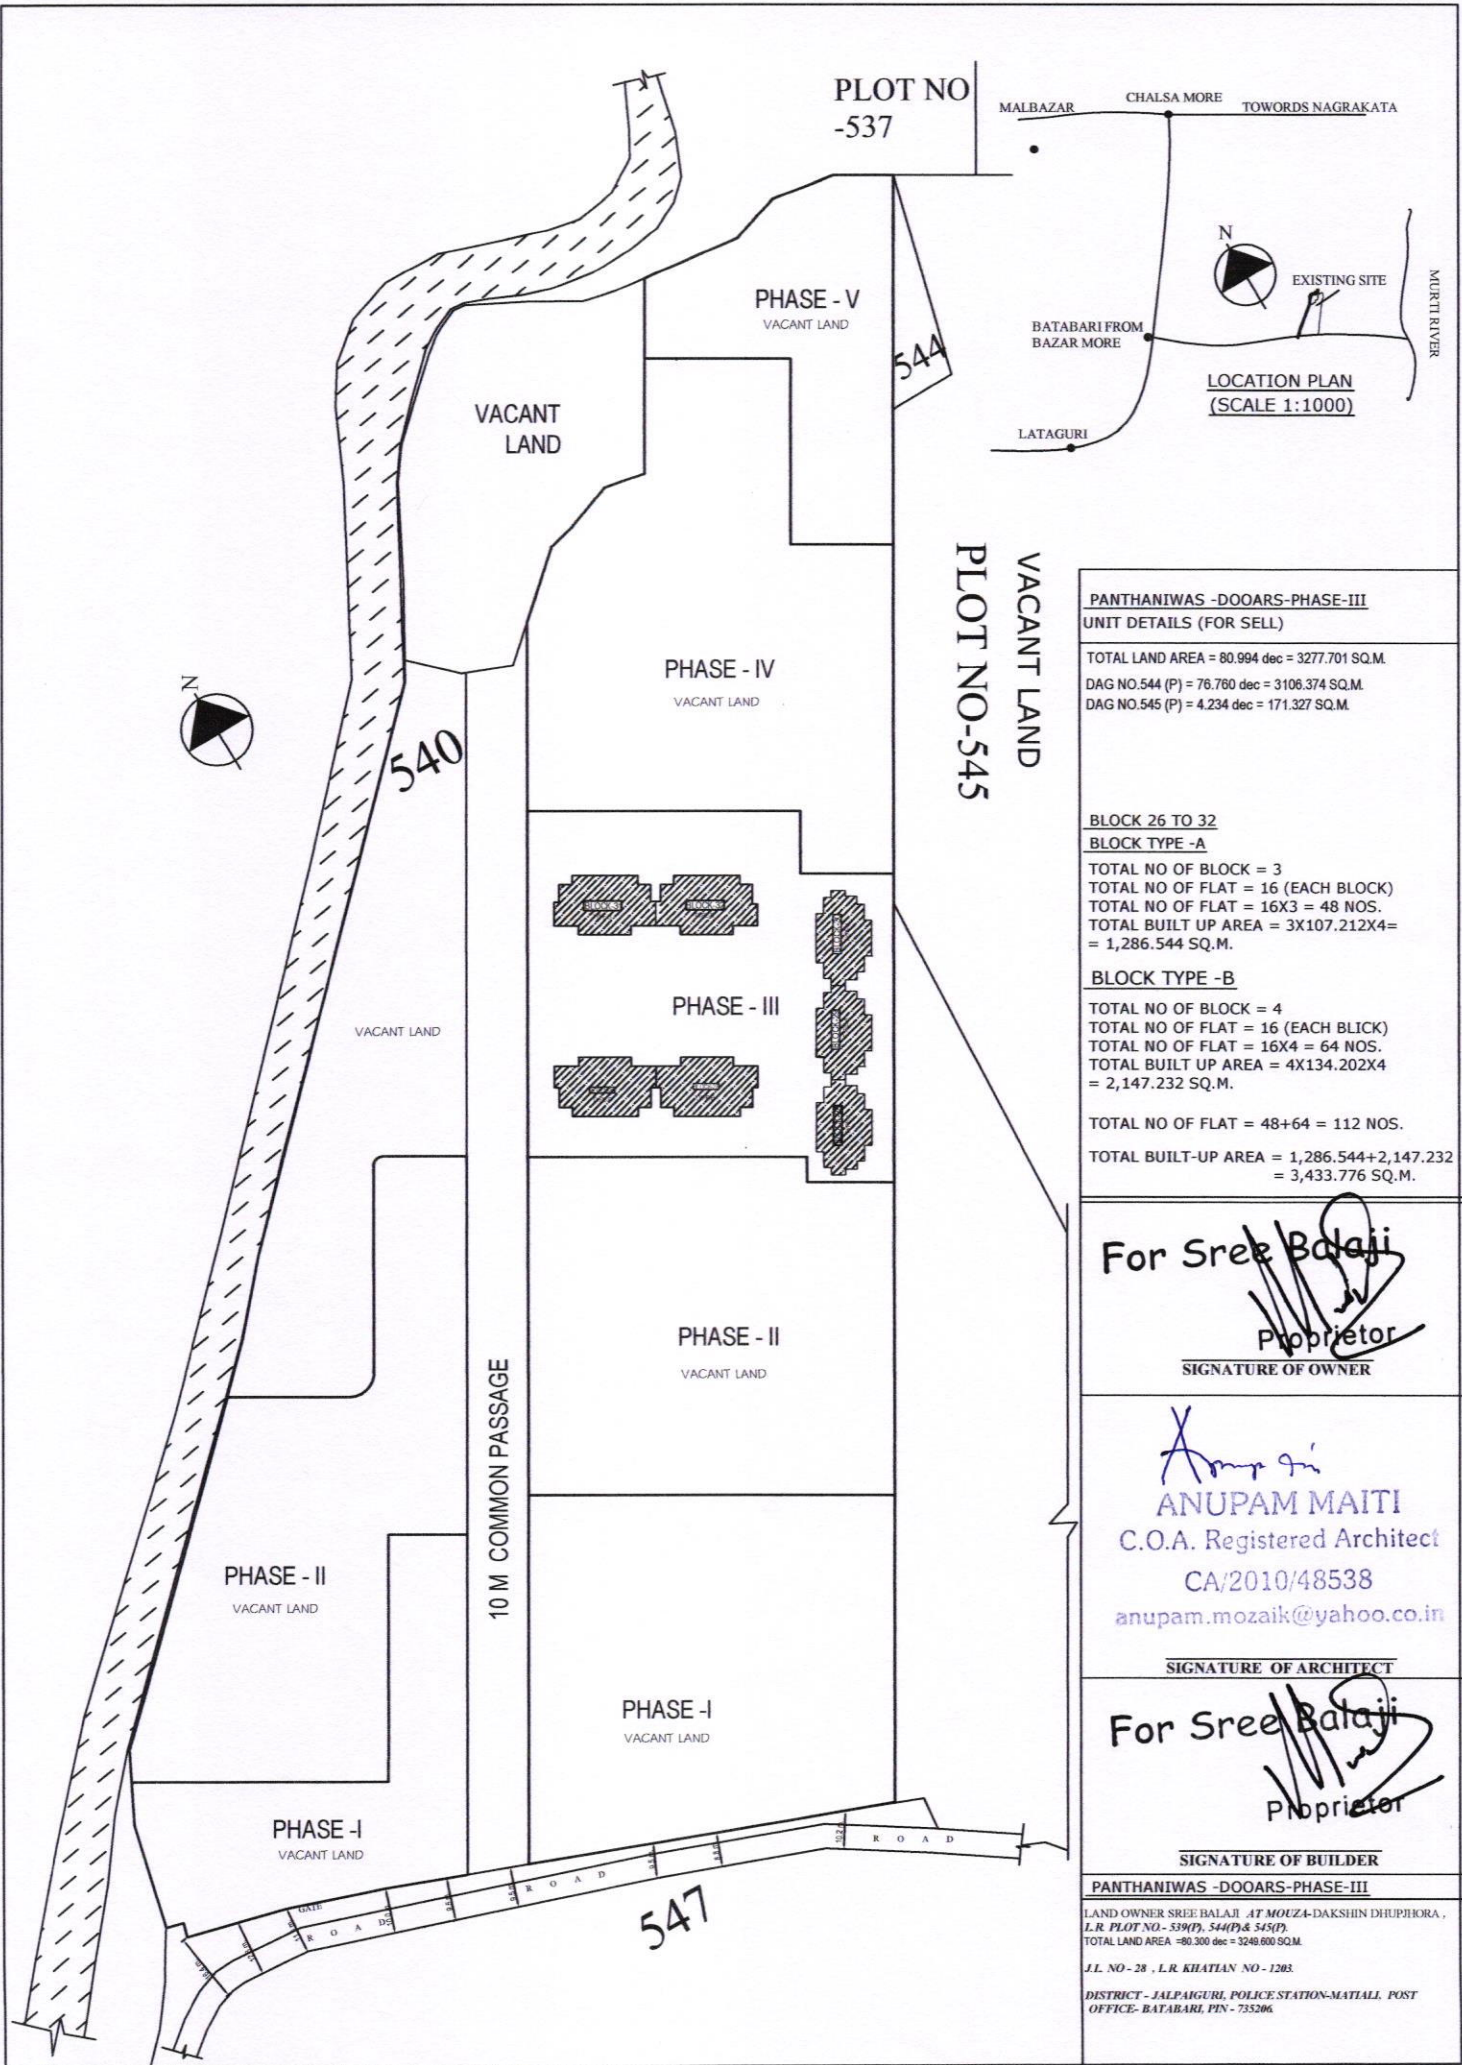 PLOT NO
-537
MALBAZAR
CHALSA MORE
TOWORDS NAGRAKATA
N
EXISTING SITE
MURTI RIVER
BATABARI FROM
BAZAR MORE
LOCATION PLAN
(SCALE 1:1000)
LATAGURI
PHASE - V
VACANT LAND
544
VACANT
LAND
VACANT LAND
PLOT NO-545
PHASE - IV
VACANT LAND
N
540
PHASE - III
VACANT LAND
PHASE - II
VACANT LAND
10 M COMMON PASSAGE
PHASE - II
VACANT LAND
PHASE -I
VACANT LAND
PHASE -I
VACANT LAND
GATE
ROAD
ROAD
ROAD
547
PANTHANIWAS -DOOARS-PHASE-III
UNIT DETAILS (FOR SELL)
TOTAL LAND AREA = 80.994 dec = 3277.701 SQ.M.
DAG NO.544 (P) = 76.760 dec = 3106.374 SQ.M.
DAG NO.545 (P) = 4.234 dec = 171.327 SQ.M.
BLOCK 26 TO 32
BLOCK TYPE -A
TOTAL NO OF BLOCK = 3
TOTAL NO OF FLAT = 16 (EACH BLOCK)
TOTAL NO OF FLAT = 16X3 = 48 NOS.
TOTAL BUILT UP AREA = 3X107.212X4=
= 1,286.544 SQ.M.
BLOCK TYPE -B
TOTAL NO OF BLOCK = 4
TOTAL NO OF FLAT = 16 (EACH BLICK)
TOTAL NO OF FLAT = 16X4 = 64 NOS.
TOTAL BUILT UP AREA = 4X134.202X4
= 2,147.232 SQ.M.
TOTAL NO OF FLAT = 48+64 = 112 NOS.
TOTAL BUILT-UP AREA = 1,286.544+2,147.232
= 3,433.776 SQ.M.
For Sree Balaji
Proprietor
SIGNATURE OF OWNER
ANUPAM MAITI
C.O.A. Registered Architect
CA/2010/48538
anupam.mozaik@yahoo.co.in
SIGNATURE OF ARCHITECT
For Sree Balaji
Proprietor
SIGNATURE OF BUILDER
PANTHANIWAS -DOOARS-PHASE-III
LAND OWNER SREE BALAJI AT MOUZA-DAKSHIN DHUPJHORA ,
L.R. PLOT NO.- 539(P), 544(P)& 545(P).
TOTAL LAND AREA =80.300 dec = 3249.600 SQ.M.
J.L. NO - 28 , L.R. KHATIAN NO - 1203.
DISTRICT - JALPAIGURI, POLICE STATION-MATIALI, POST
OFFICE- BATABARI, PIN - 735206.